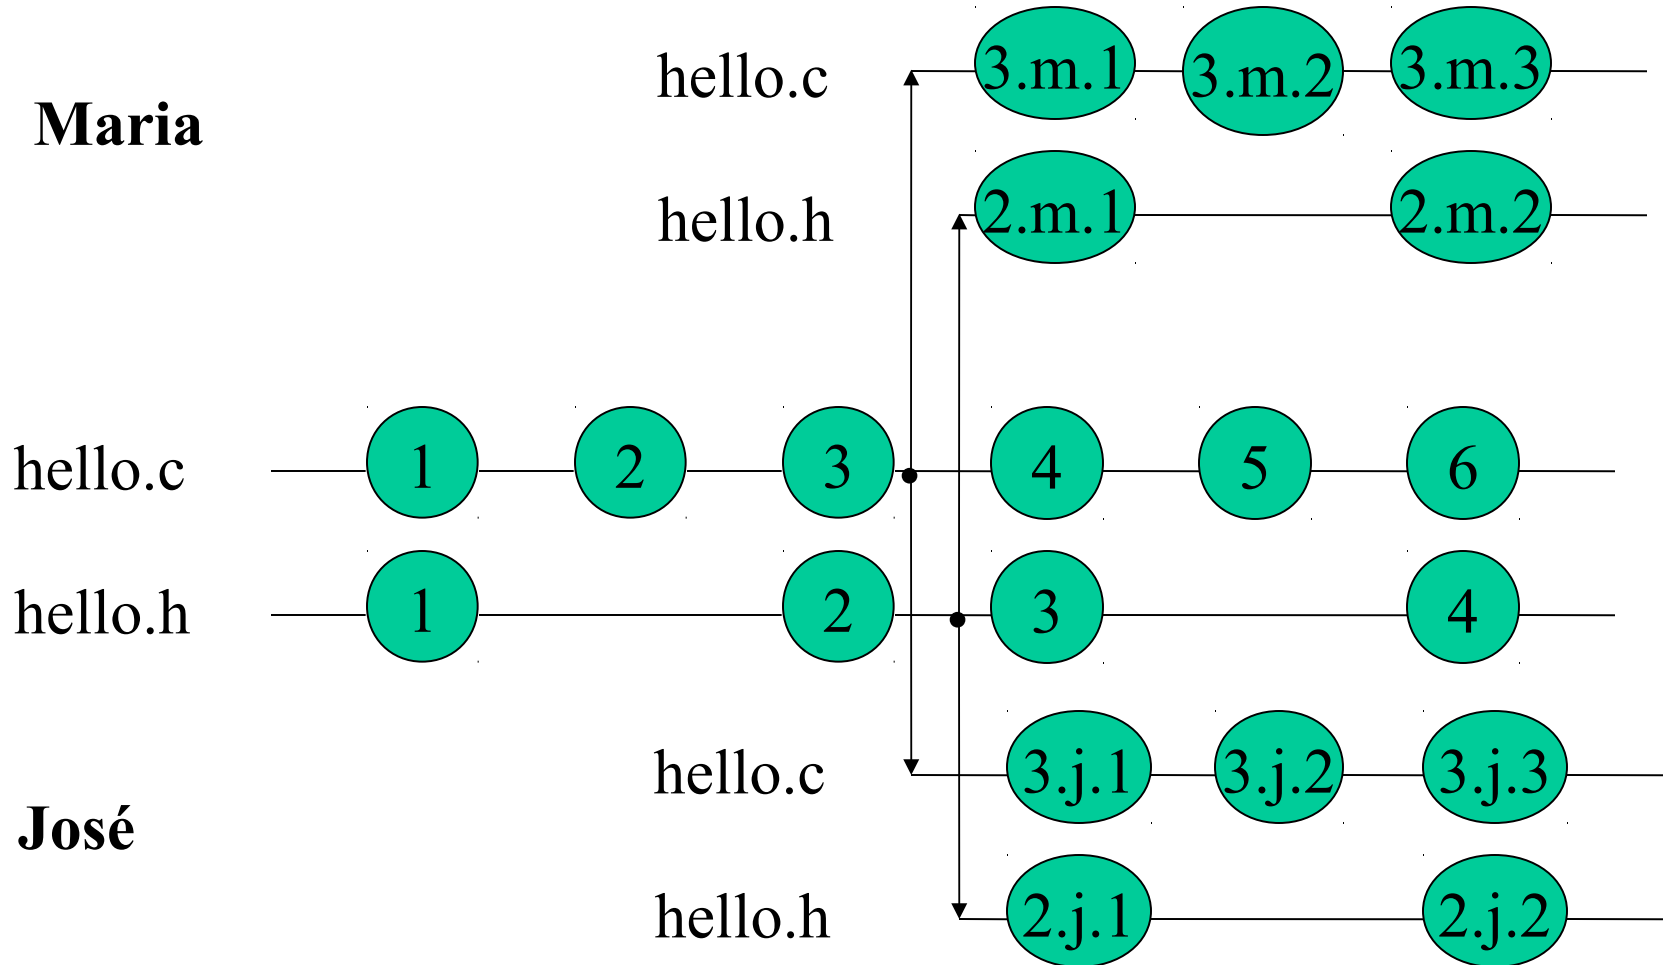 hello.c 3.m.1 3.m.2 3.m.3
Maria
hello.h 2.m.1 2.m.2
hello.c 1 2 3 4 5 6
hello.h 1 2 3 4
hello.c 3.j.1 3.j.2 3.j.3
José
hello.h 2.j.1 2.j.2